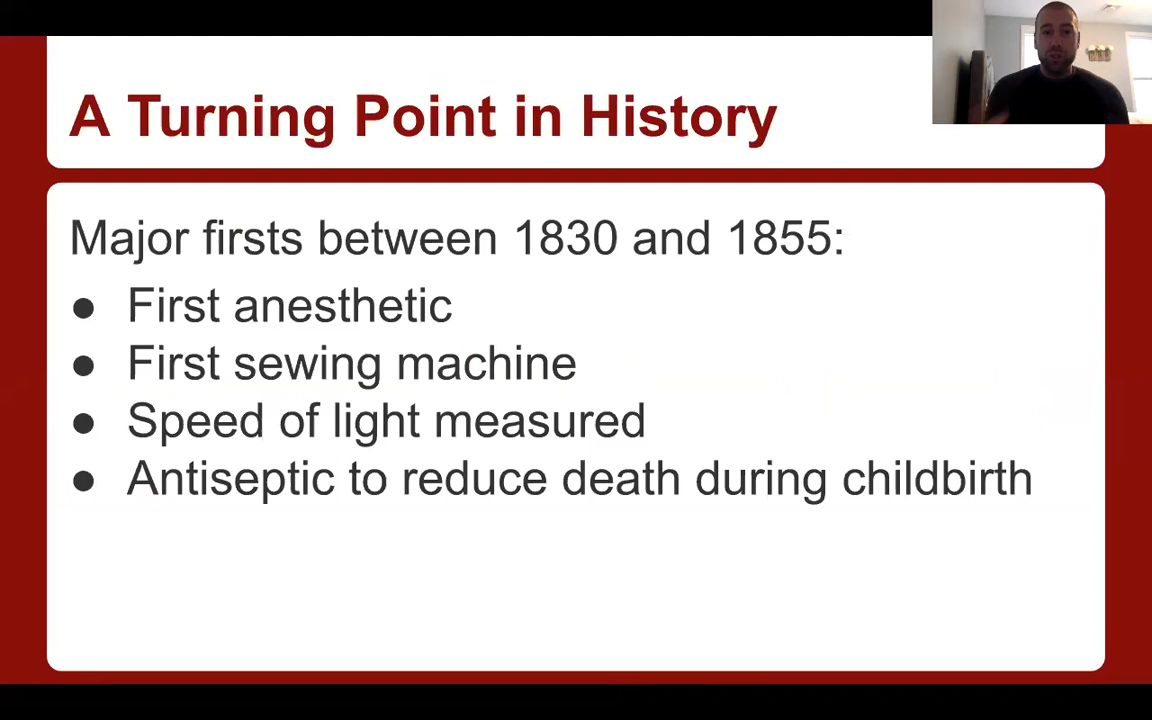 A Turning Point in History
Major firsts between 1830 and 1855:
● First anesthetic
● First sewing machine
● Speed of light measured
● Antiseptic to reduce death during childbirth